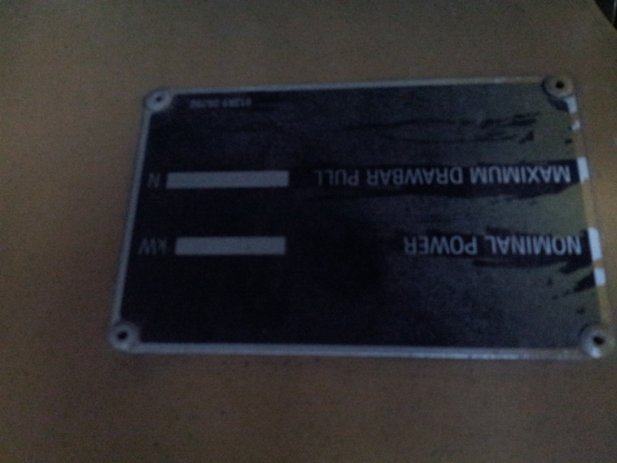 NOMINAL POWER kW
MAXIMUM DRAWBAR PULL N